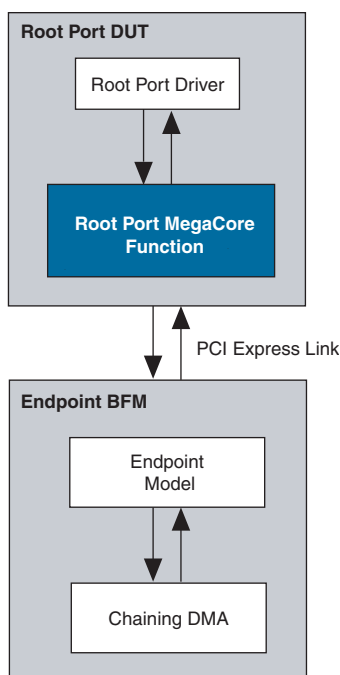 Root Port DUT
Root Port Driver
Root Port MegaCore
Function
PCI Express Link
Endpoint BFM
Endpoint
Model
Chaining DMA